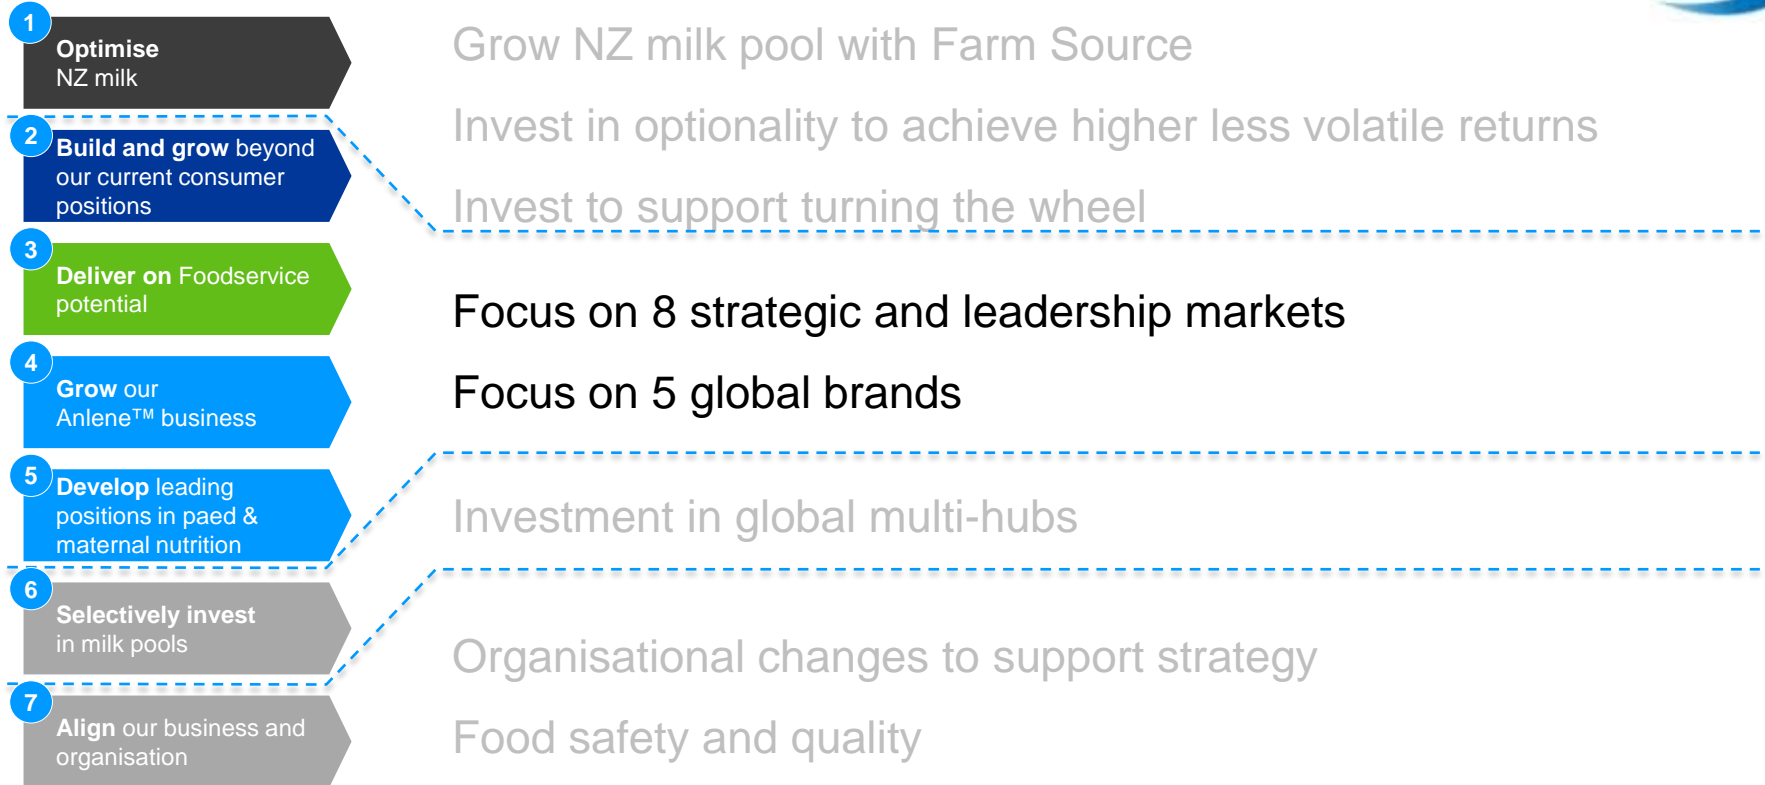 1
Optimise
NZ milk
2
Build and grow beyond
our current consumer
positions
3
Deliver on Foodservice
potential
4
Grow our
Anlene™ business
5
Develop leading
positions in paed &
maternal nutrition
6
Selectively invest
in milk pools
7
Align our business and
organisation
Grow NZ milk pool with Farm Source
Invest in optionality to achieve higher less volatile returns
Invest to support turning the wheel
Focus on 8 strategic and leadership markets
Focus on 5 global brands
Investment in global multi-hubs
Organisational changes to support strategy
Food safety and quality